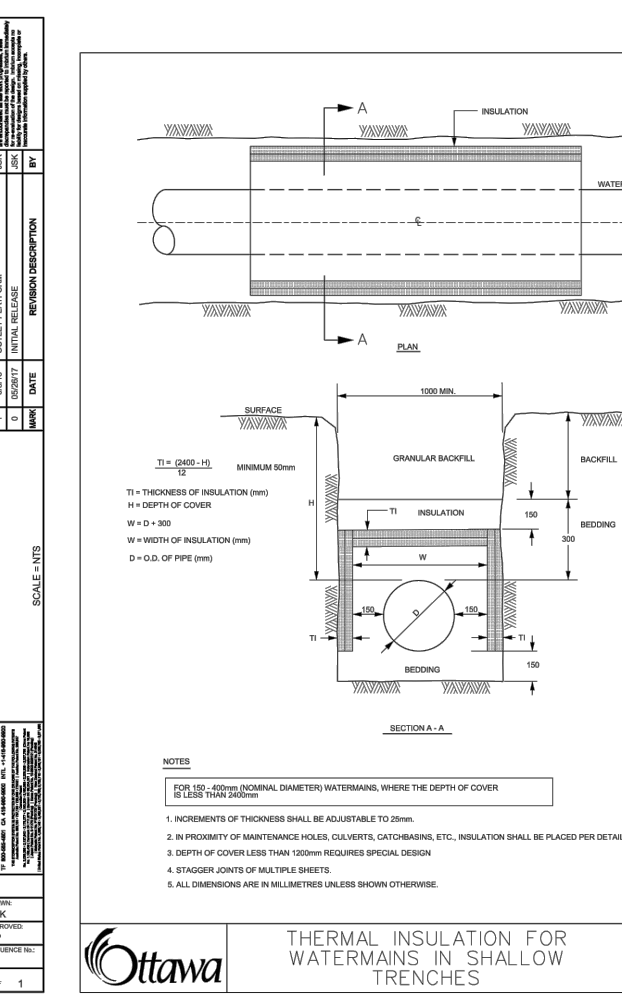 A
INSULATION
WATER
℄
A
PLAN
1000 MIN.
SURFACE
GRANULAR BACKFILL
BACKFILL
TI = (2400 - H)
12
MINIMUM 50mm
TI = THICKNESS OF INSULATION (mm)
H = DEPTH OF COVER
W = D + 300
W = WIDTH OF INSULATION (mm)
D = O.D. OF PIPE (mm)
H
TI
INSULATION
150
BEDDING
300
W
150
D
150
TI
TI
150
BEDDING
SECTION A - A
NOTES
FOR 150 - 400mm (NOMINAL DIAMETER) WATERMAINS, WHERE THE DEPTH OF COVER
IS LESS THAN 2400mm
1. INCREMENTS OF THICKNESS SHALL BE ADJUSTABLE TO 25mm.
2. IN PROXIMITY OF MAINTENANCE HOLES, CULVERTS, CATCHBASINS, ETC., INSULATION SHALL BE PLACED PER DETAIL
3. DEPTH OF COVER LESS THAN 1200mm REQUIRES SPECIAL DESIGN
4. STAGGER JOINTS OF MULTIPLE SHEETS.
5. ALL DIMENSIONS ARE IN MILLIMETRES UNLESS SHOWN OTHERWISE.
Ottawa
THERMAL INSULATION FOR
WATERMAINS IN SHALLOW
TRENCHES
0 05/26/17 INITIAL RELEASE JSK
MARK DATE REVISION DESCRIPTION BY
SCALE = NTS
WN:
K
ROVED:
UENCE No.:
1